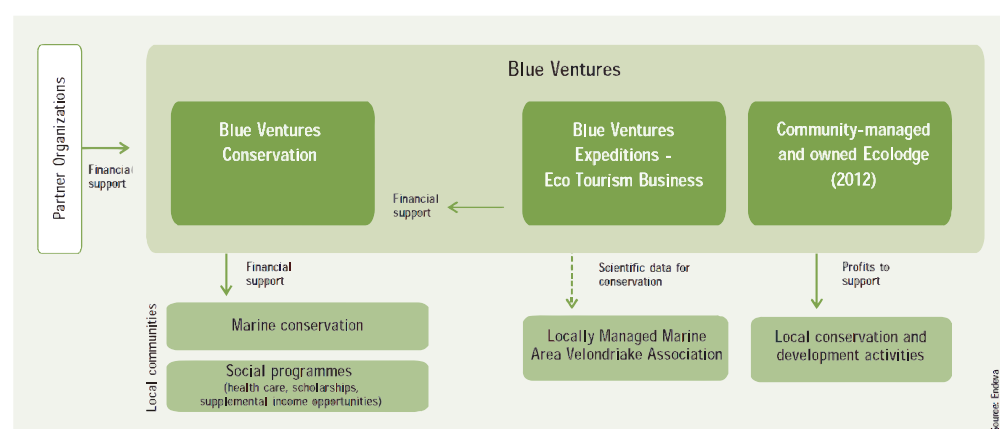 Partner Organizations
Financial
support
Blue Ventures
Blue Ventures
Conservation
Financial
support
Blue Ventures
Expeditions -
Eco Tourism Business
Community-managed
and owned Ecolodge
(2012)
Financial
support
Scientific data for
conservation
Profits to
support
Local communities
Marine conservation
Social programmes
(health care, scholarships,
supplemental income opportunities)
Locally Managed Marine
Area Velondriake Association
Local conservation and
development activities
Source: Endeva